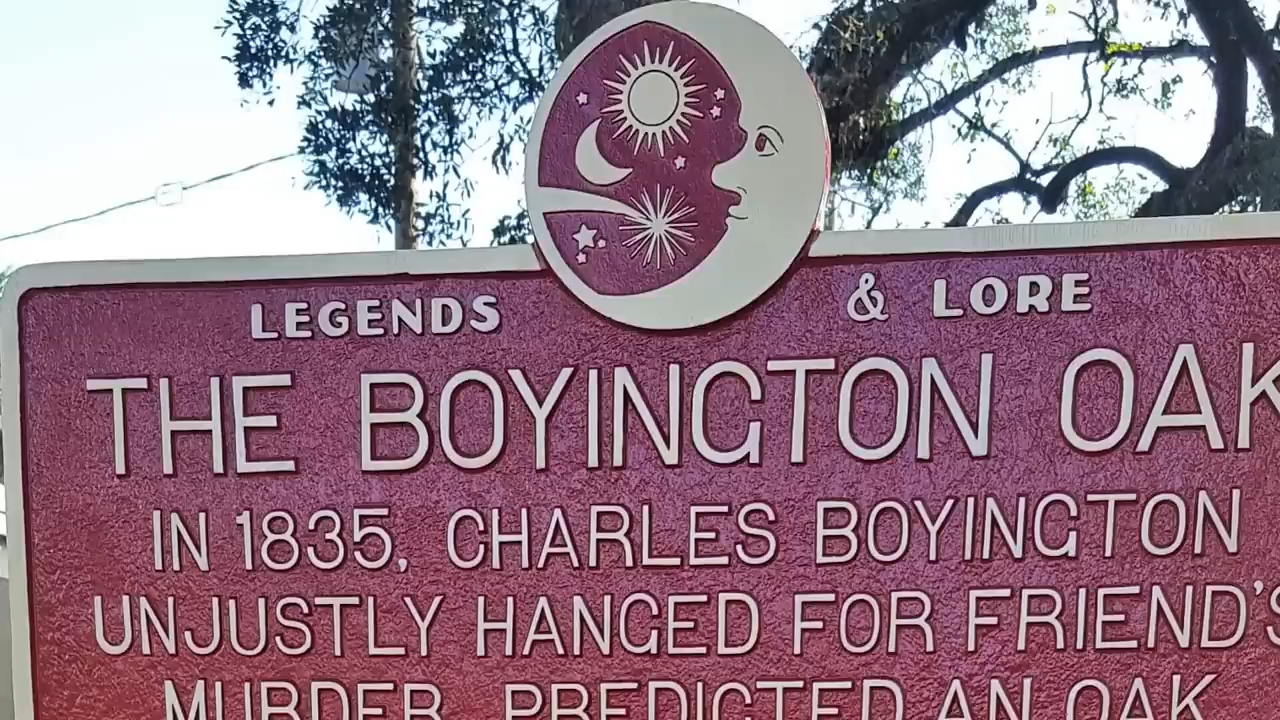 LEGENDS & LORE
THE BOYINGTON OAK
IN 1835, CHARLES BOYINGTON
UNJUSTLY HANGED FOR FRIEND'S
MURDER, PREDICTED AN OAK